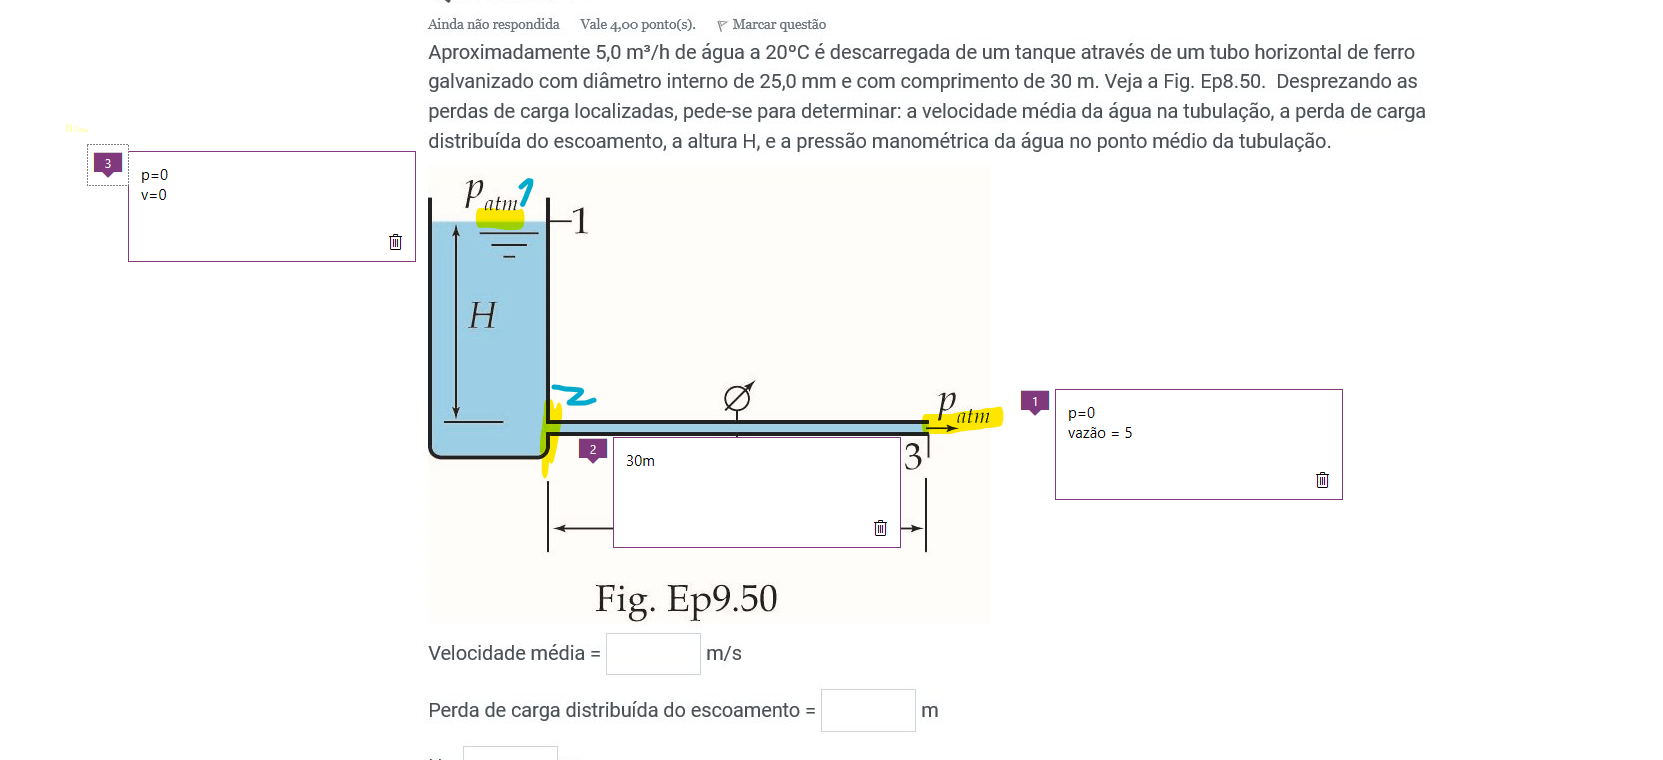 Ainda não respondida Vale 4,00 ponto(s). Marcar questão
Aproximadamente 5,0 m³/h de água a 20ºC é descarregada de um tanque através de um tubo horizontal de ferro
galvanizado com diâmetro interno de 25,0 mm e com comprimento de 30 m. Veja a Fig. Ep8.50. Desprezando as
perdas de carga localizadas, pede-se para determinar: a velocidade média da água na tubulação, a perda de carga
distribuída do escoamento, a altura H, e a pressão manométrica da água no ponto médio da tubulação.
3
p=0
v=0
p atm 1
1
H
2
p atm
1
p=0
vazão = 5
2
30m
3
Fig. Ep9.50
Velocidade média = m/s
Perda de carga distribuída do escoamento = m